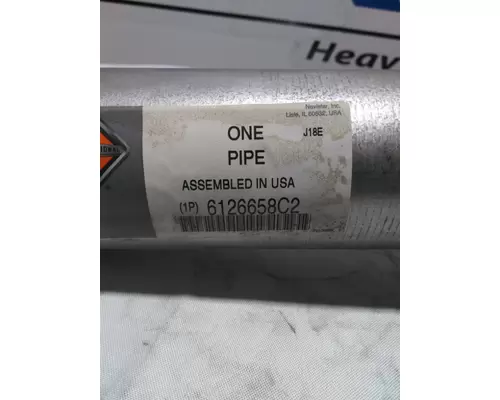 Heav
Navistar, Inc.
Lisle, IL 60532, USA
ONE
J18E
PIPE
ASSEMBLED IN USA
(1P) 6126658C2